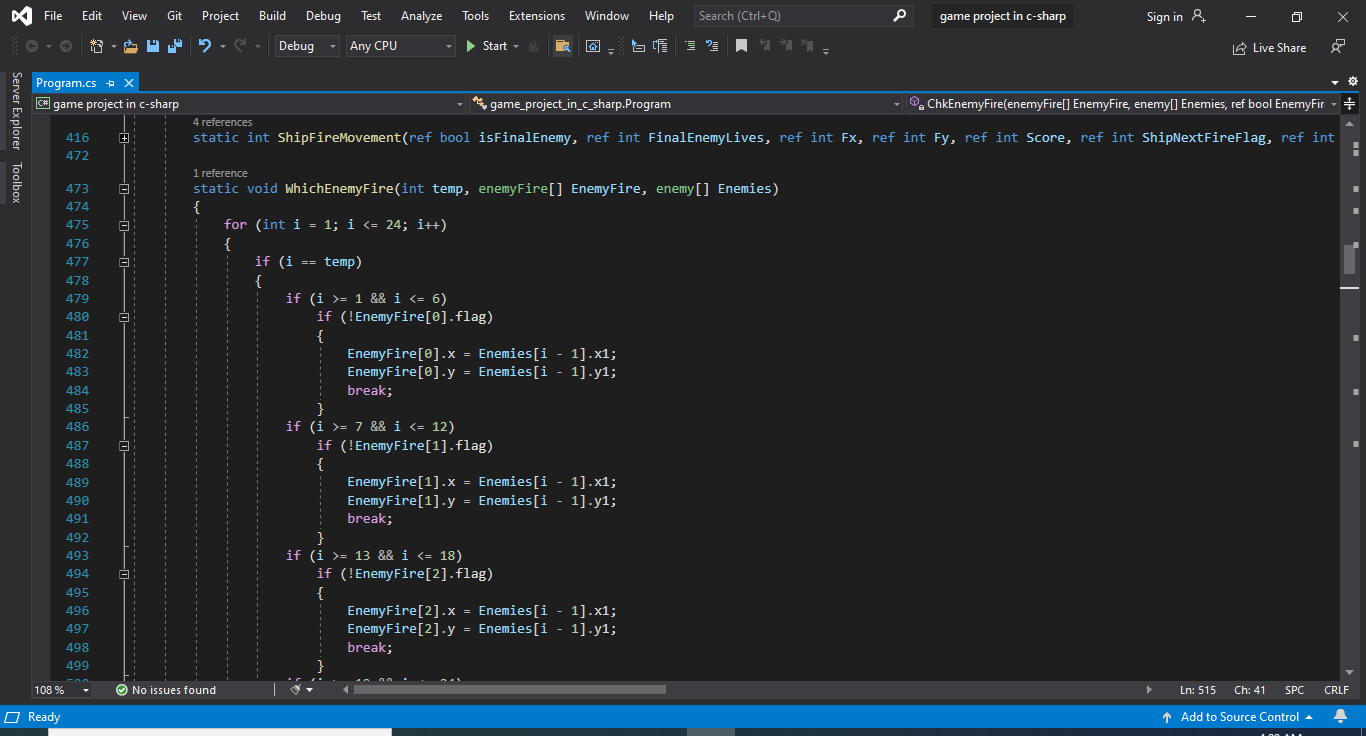 File Edit View Git Project Build Debug Test Analyze Tools Extensions Window Help Search (Ctrl+Q) game project in c-sharp Sign in
Debug Any CPU Start Live Share
Server Explorer
Toolbox
Program.cs
C# game project in c-sharp game_project_in_c_sharp.Program ChkEnemyFire(enemyFire[] EnemyFire, enemy[] Enemies, ref bool EnemyFir
4 references
416 static int ShipFireMovement(ref bool isFinalEnemy, ref int FinalEnemyLives, ref int Fx, ref int Fy, ref int Score, ref int ShipNextFireFlag, ref int
472
1 reference
473 static void WhichEnemyFire(int temp, enemyFire[] EnemyFire, enemy[] Enemies)
474 {
475 for (int i = 1; i <= 24; i++)
476 {
477 if (i == temp)
478 {
479 if (i >= 1 && i <= 6)
480 if (!EnemyFire[0].flag)
481 {
482 EnemyFire[0].x = Enemies[i - 1].x1;
483 EnemyFire[0].y = Enemies[i - 1].y1;
484 break;
485 }
486 if (i >= 7 && i <= 12)
487 if (!EnemyFire[1].flag)
488 {
489 EnemyFire[1].x = Enemies[i - 1].x1;
490 EnemyFire[1].y = Enemies[i - 1].y1;
491 break;
492 }
493 if (i >= 13 && i <= 18)
494 if (!EnemyFire[2].flag)
495 {
496 EnemyFire[2].x = Enemies[i - 1].x1;
497 EnemyFire[2].y = Enemies[i - 1].y1;
498 break;
499 }
108 % No issues found Ln: 515 Ch: 41 SPC CRLF
Ready Add to Source Control